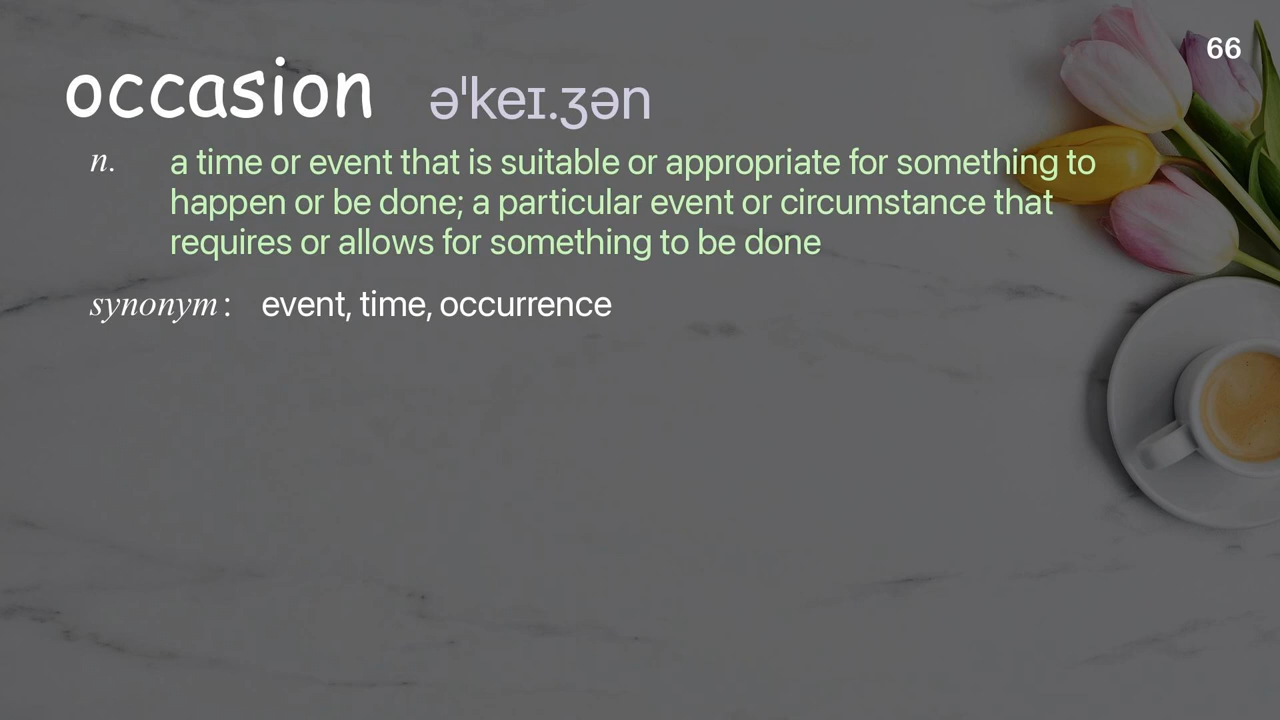 66
occasion əˈkeɪ.ʒən
n. a time or event that is suitable or appropriate for something to
happen or be done; a particular event or circumstance that
requires or allows for something to be done
synonym: event, time, occurrence